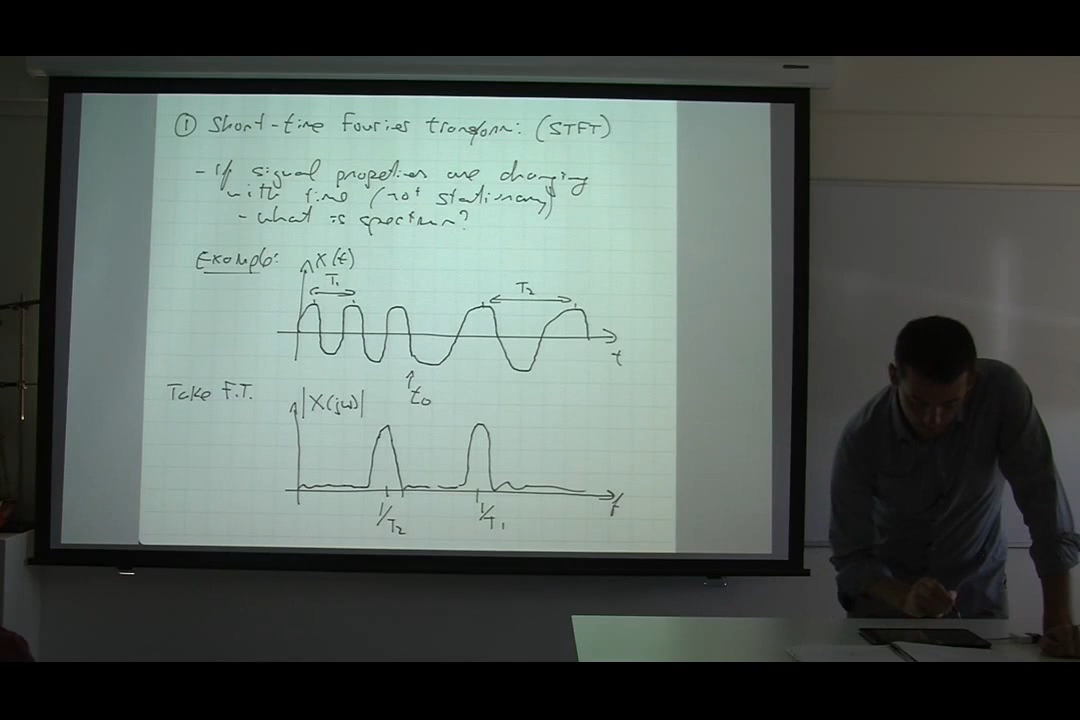 ① Short-time Fourier transform: (STFT)
- If signal properties are changing
with time (not stationary)
- what is spectrum?
Example:
x(t)
T₁
T₂
t
t₀
Take F.T.
|X(jω)|
1/T₂
1/T₁
f